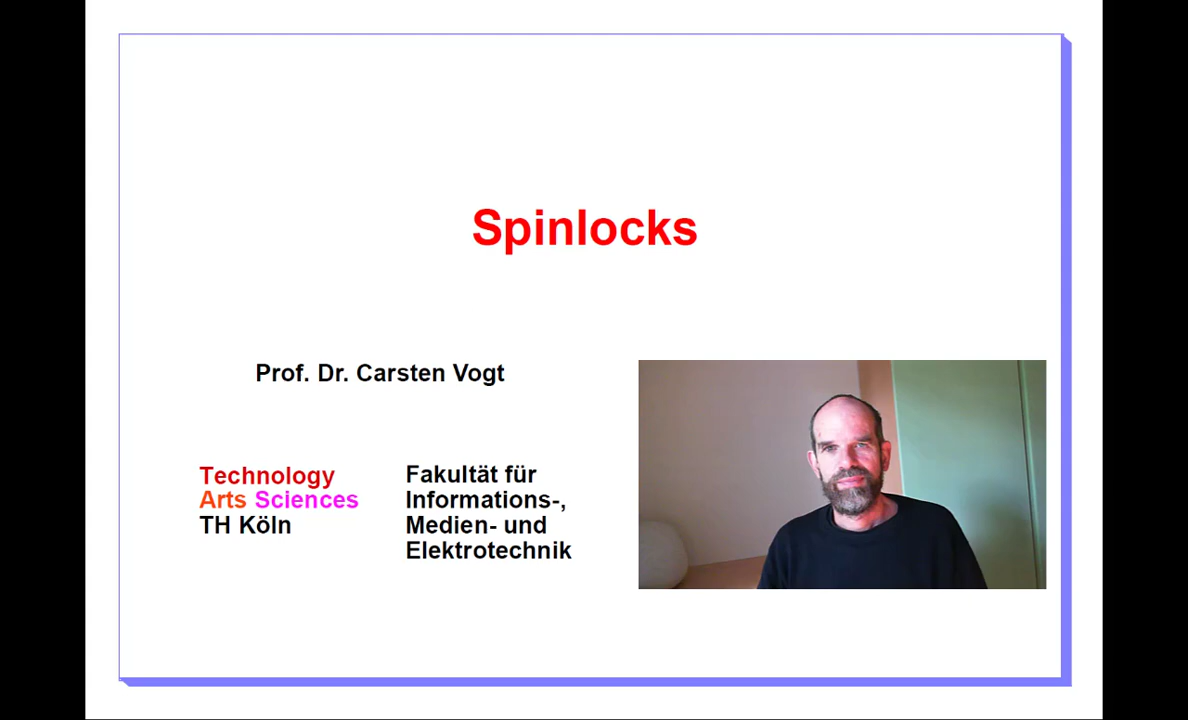 Spinlocks
Prof. Dr. Carsten Vogt
Technology
Arts Sciences
TH Köln
Fakultät für
Informations-,
Medien- und
Elektrotechnik